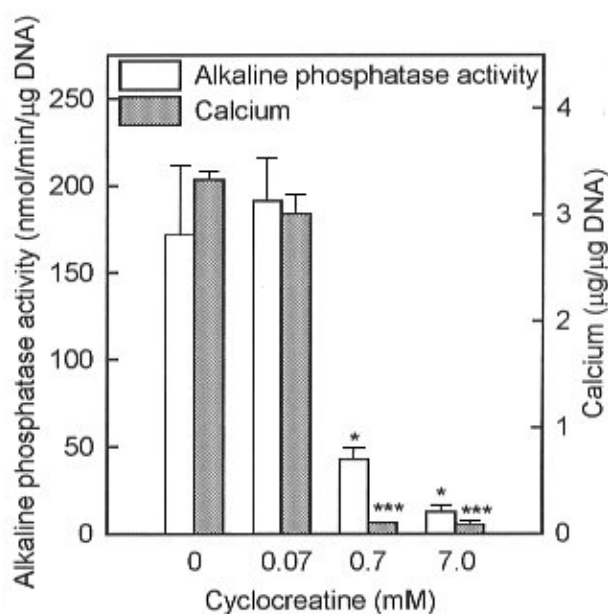 Alkaline phosphatase activity (nmol/min/μg DNA)
250
200
150
100
50
0
Alkaline phosphatase activity
Calcium
4
3
2
1
0
Calcium (μg/μg DNA)
*
***
*
***
0 0.07 0.7 7.0
Cyclocreatine (mM)